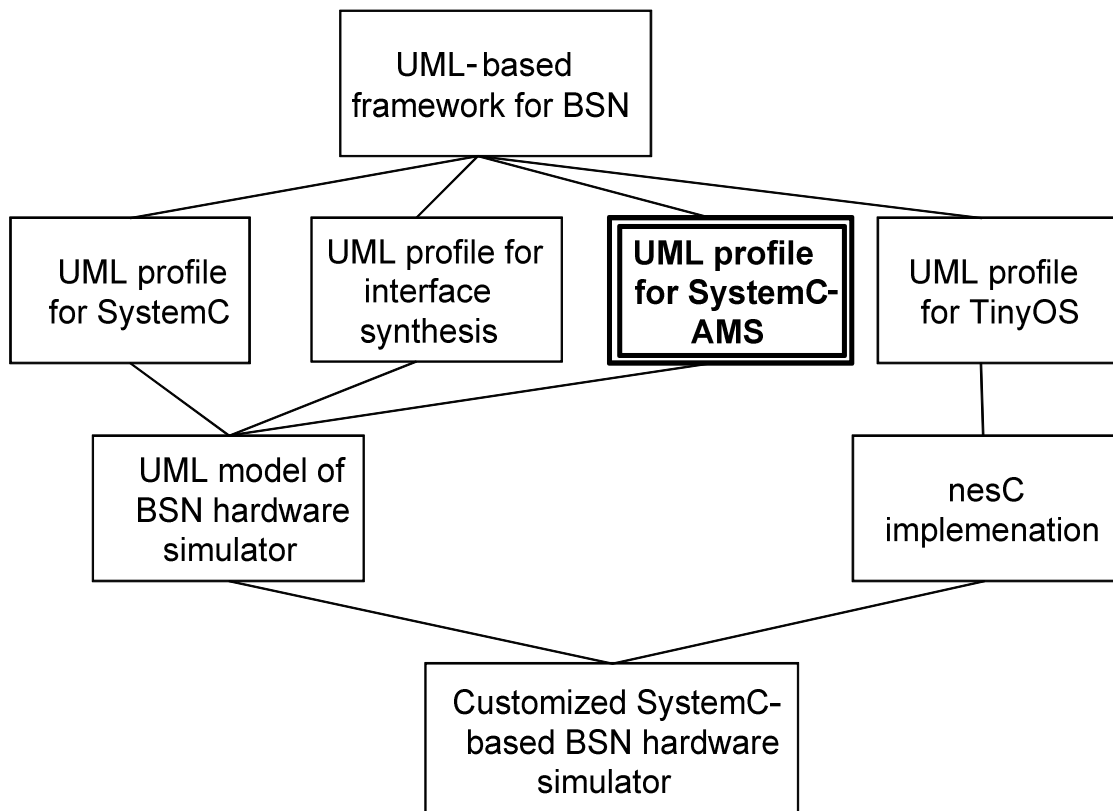 UML-based
framework for BSN
UML profile
for SystemC
UML profile for
interface
synthesis
UML profile
for SystemC-
AMS
UML profile
for TinyOS
UML model of
BSN hardware
simulator
nesC
implemenation
Customized SystemC-
based BSN hardware
simulator